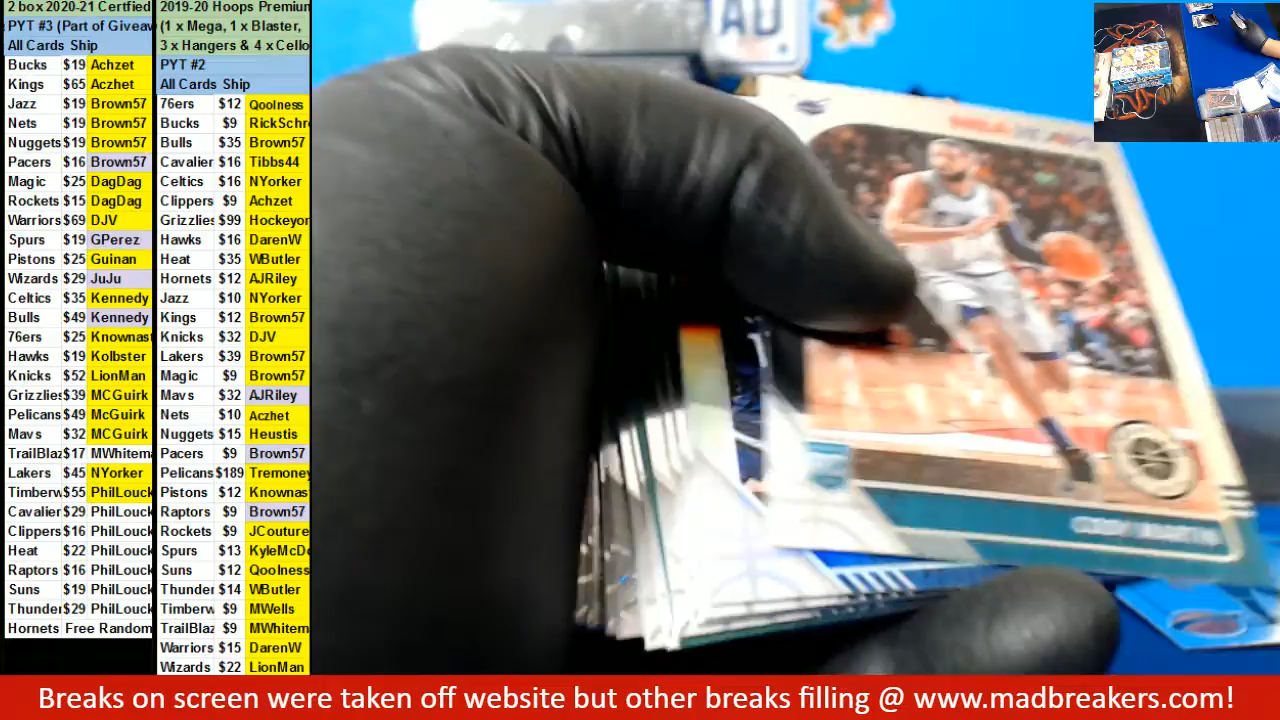 2 box 2020-21 Certfied
PYT #3 (Part of Giveav
All Cards Ship
Bucks $19 Achzet
Kings $65 Aczhet
Jazz $19 Brown57
Nets $19 Brown57
Nuggets $19 Brown57
Pacers $16 Brown57
Magic $25 DagDag
Rockets $15 DagDag
Warriors $69 DJV
Spurs $19 GPerez
Pistons $25 Guinan
Wizards $29 JuJu
Celtics $35 Kennedy
Bulls $49 Kennedy
76ers $25 Knownast
Hawks $19 Kolbster
Knicks $52 LionMan
Grizzlies $39 MCGuirk
Pelicans $49 McGuirk
Mavs $32 MCGuirk
TrailBlaz $17 MWhitema
Lakers $45 NYorker
Timberw $55 PhilLouck
Cavalier $29 PhilLouck
Clippers $16 PhilLouck
Heat $22 PhilLouck
Raptors $16 PhilLouck
Suns $19 PhilLouck
Thunder $29 PhilLouck
Hornets Free Random
2019-20 Hoops Premium
(1 x Mega, 1 x Blaster,
3 x Hangers & 4 x Cello
PYT #2
All Cards Ship
76ers $12 Qoolness
Bucks $9 RickSchr
Bulls $35 Brown57
Cavalier $16 Tibbs44
Celtics $16 NYorker
Clippers $9 Achzet
Grizzlies $99 Hockeyor
Hawks $16 DarenW
Heat $35 WButler
Hornets $12 AJRiley
Jazz $10 NYorker
Kings $12 Brown57
Knicks $32 DJV
Lakers $39 Brown57
Magic $9 Brown57
Mavs $32 AJRiley
Nets $10 Aczhet
Nuggets $15 Heustis
Pacers $9 Brown57
Pelicans $189 Tremoney
Pistons $12 Knownas
Raptors $9 Brown57
Rockets $9 JCouture
Spurs $13 KyleMcDo
Suns $12 Qoolness
Thunder $14 WButler
Timberw $9 MWells
TrailBlaz $9 MWhitem
Warriors $15 DarenW
Wizards $22 LionMan
AD
Breaks on screen were taken off website but other breaks filling @ www.madbreakers.com!